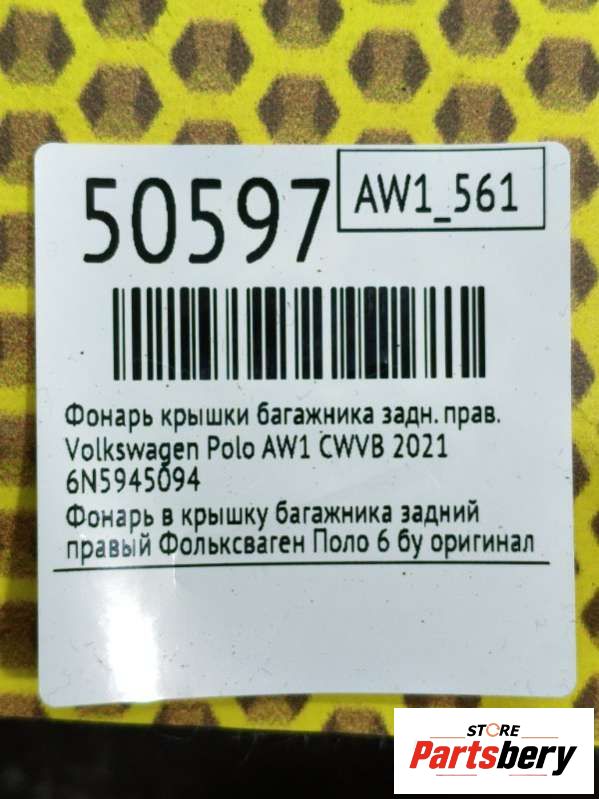 50597
AW1_561
Фонарь крышки багажника задн. прав.
Volkswagen Polo AW1 CWVB 2021
6N5945094
Фонарь в крышку багажника задний
правый Фольксваген Поло 6 бу оригинал
STORE
Partsbery